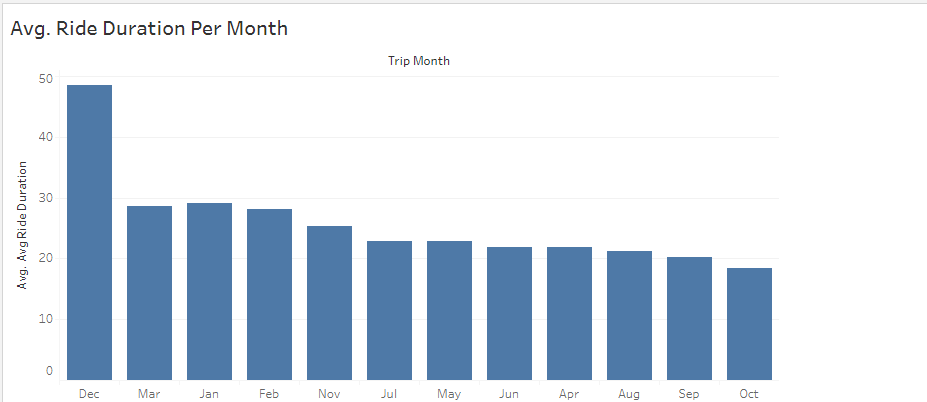 Avg. Ride Duration Per Month
Trip Month
Avg. Avg Ride Duration
50
40
30
20
10
0
Dec Mar Jan Feb Nov Jul May Jun Apr Aug Sep Oct